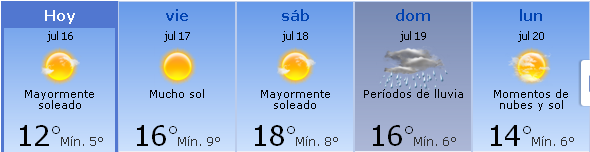 Hoy vie sáb dom lun
jul 16 jul 17 jul 18 jul 19 jul 20
Mayormente soleado Mucho sol Mayormente soleado Períodos de lluvia Momentos de nubes y sol
12° Mín. 5° 16° Mín. 9° 18° Mín. 8° 16° Mín. 6° 14° Mín. 6°